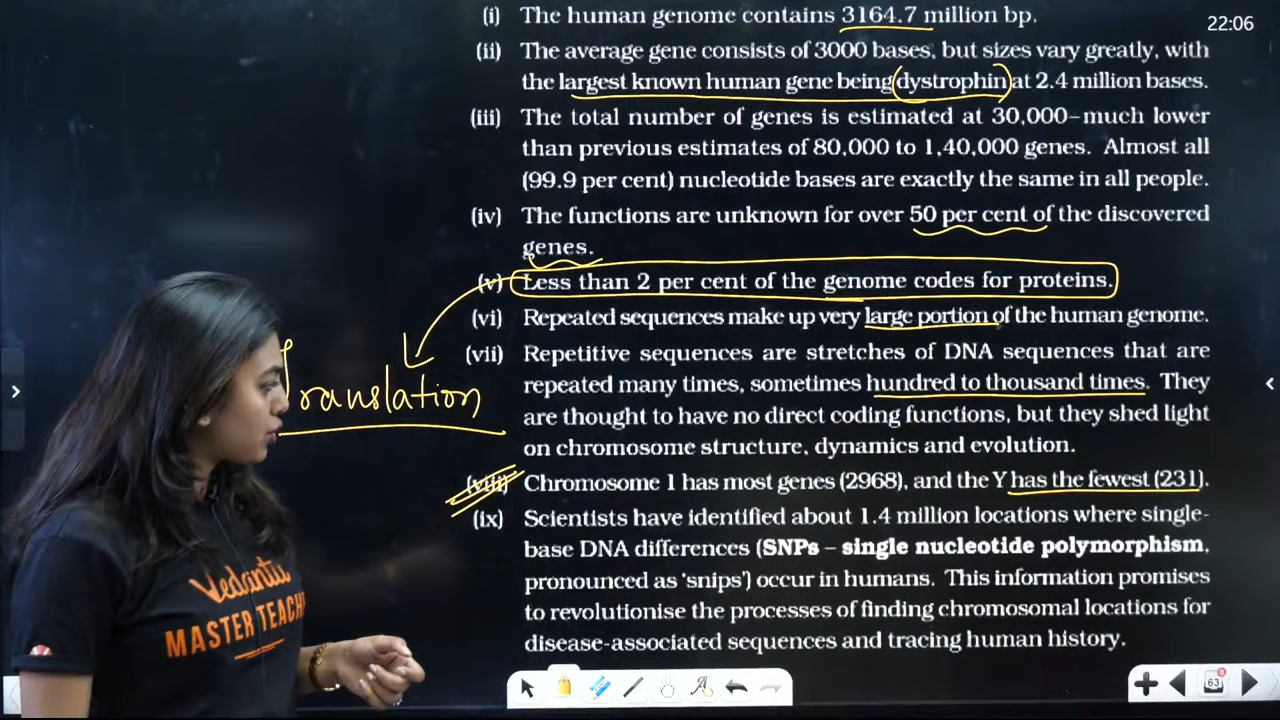 22:06
(i) The human genome contains 3164.7 million bp.
(ii) The average gene consists of 3000 bases, but sizes vary greatly, with
the largest known human gene being dystrophin at 2.4 million bases.
(iii) The total number of genes is estimated at 30,000–much lower
than previous estimates of 80,000 to 1,40,000 genes. Almost all
(99.9 per cent) nucleotide bases are exactly the same in all people.
(iv) The functions are unknown for over 50 per cent of the discovered
genes.
(v) Less than 2 per cent of the genome codes for proteins.
(vi) Repeated sequences make up very large portion of the human genome.
(vii) Repetitive sequences are stretches of DNA sequences that are
repeated many times, sometimes hundred to thousand times. They
are thought to have no direct coding functions, but they shed light
on chromosome structure, dynamics and evolution.
(viii) Chromosome 1 has most genes (2968), and the Y has the fewest (231).
(ix) Scientists have identified about 1.4 million locations where single-
base DNA differences (SNPs – single nucleotide polymorphism,
pronounced as 'snips') occur in humans. This information promises
to revolutionise the processes of finding chromosomal locations for
disease-associated sequences and tracing human history.
Translation
Vedantu
MASTER TEACHE
63